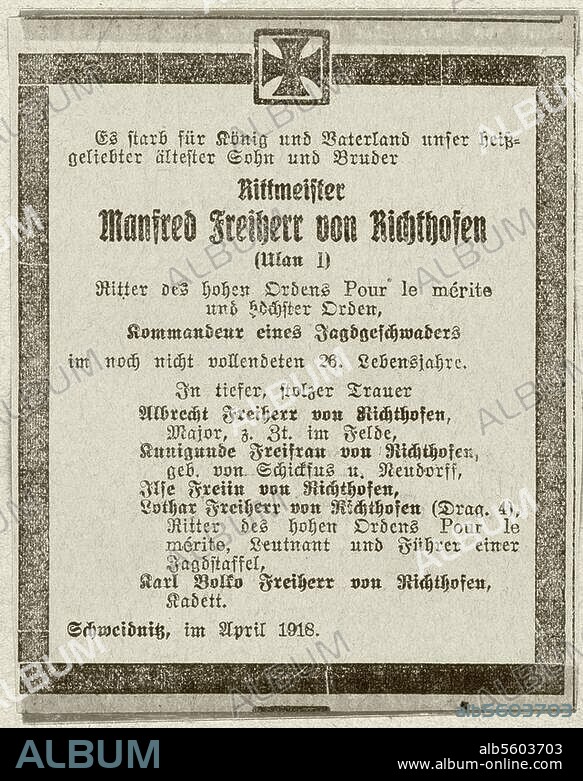 Es starb für König und Vaterland unser heiß-
geliebter ältester Sohn und Bruder
Rittmeister
Manfred Freiherr von Richthofen
(Ulan 1)
Ritter des hohen Ordens Pour le mérite
und höchster Orden,
Kommandeur eines Jagdgeschwaders
im noch nicht vollendeten 26. Lebensjahre.
In tiefer, stolzer Trauer
Albrecht Freiherr von Richthofen,
Major, z. Zt. im Felde,
Kunigunde Freifrau von Richthofen,
geb. von Schickfus u. Neudorff,
Ilse Freiin von Richthofen,
Lothar Freiherr von Richthofen (Drag. 4),
Ritter des hohen Ordens Pour le
mérite, Leutnant und Führer einer
Jagdstaffel,
Karl Bolko Freiherr von Richthofen,
Kadett.
Schweidnitz, im April 1918.
ab5603703
ALBUM
ab5603703
www.album-online.com